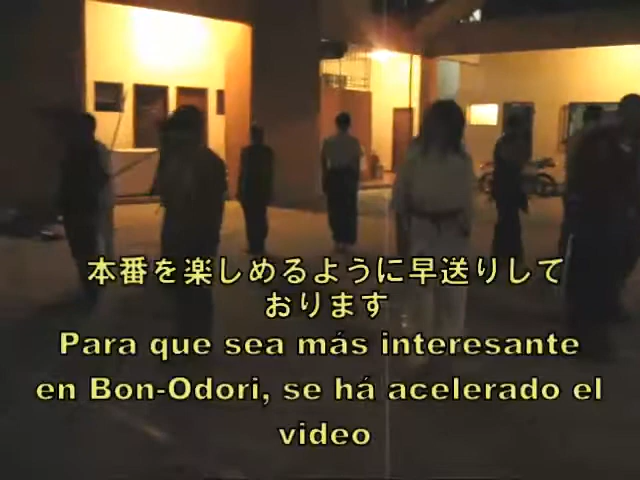 本番を楽しめるように早送りして
おります
Para que sea más interesante
en Bon-Odori, se há acelerado el
video